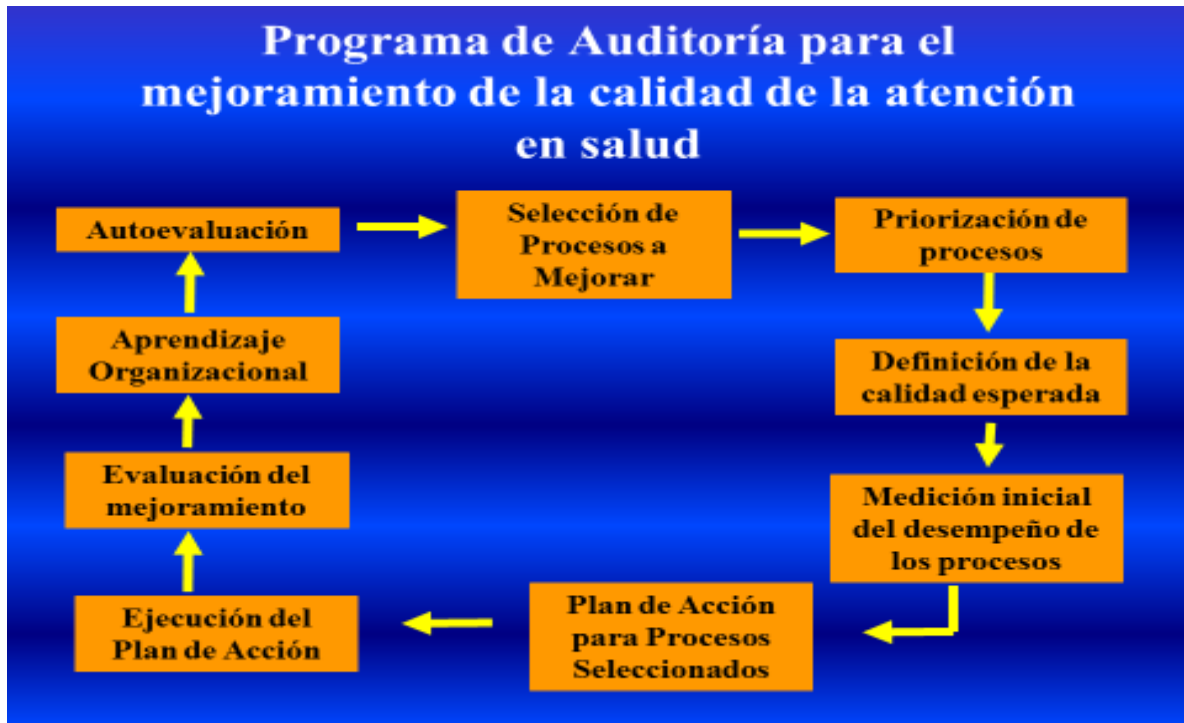 Programa de Auditoría para el
mejoramiento de la calidad de la atención
en salud
Autoevaluación
Selección de
Procesos a
Mejorar
Priorización de
procesos
Definición de la
calidad esperada
Medición inicial
del desempeño de
los procesos
Plan de Acción
para Procesos
Seleccionados
Ejecución del
Plan de Acción
Evaluación del
mejoramiento
Aprendizaje
Organizacional